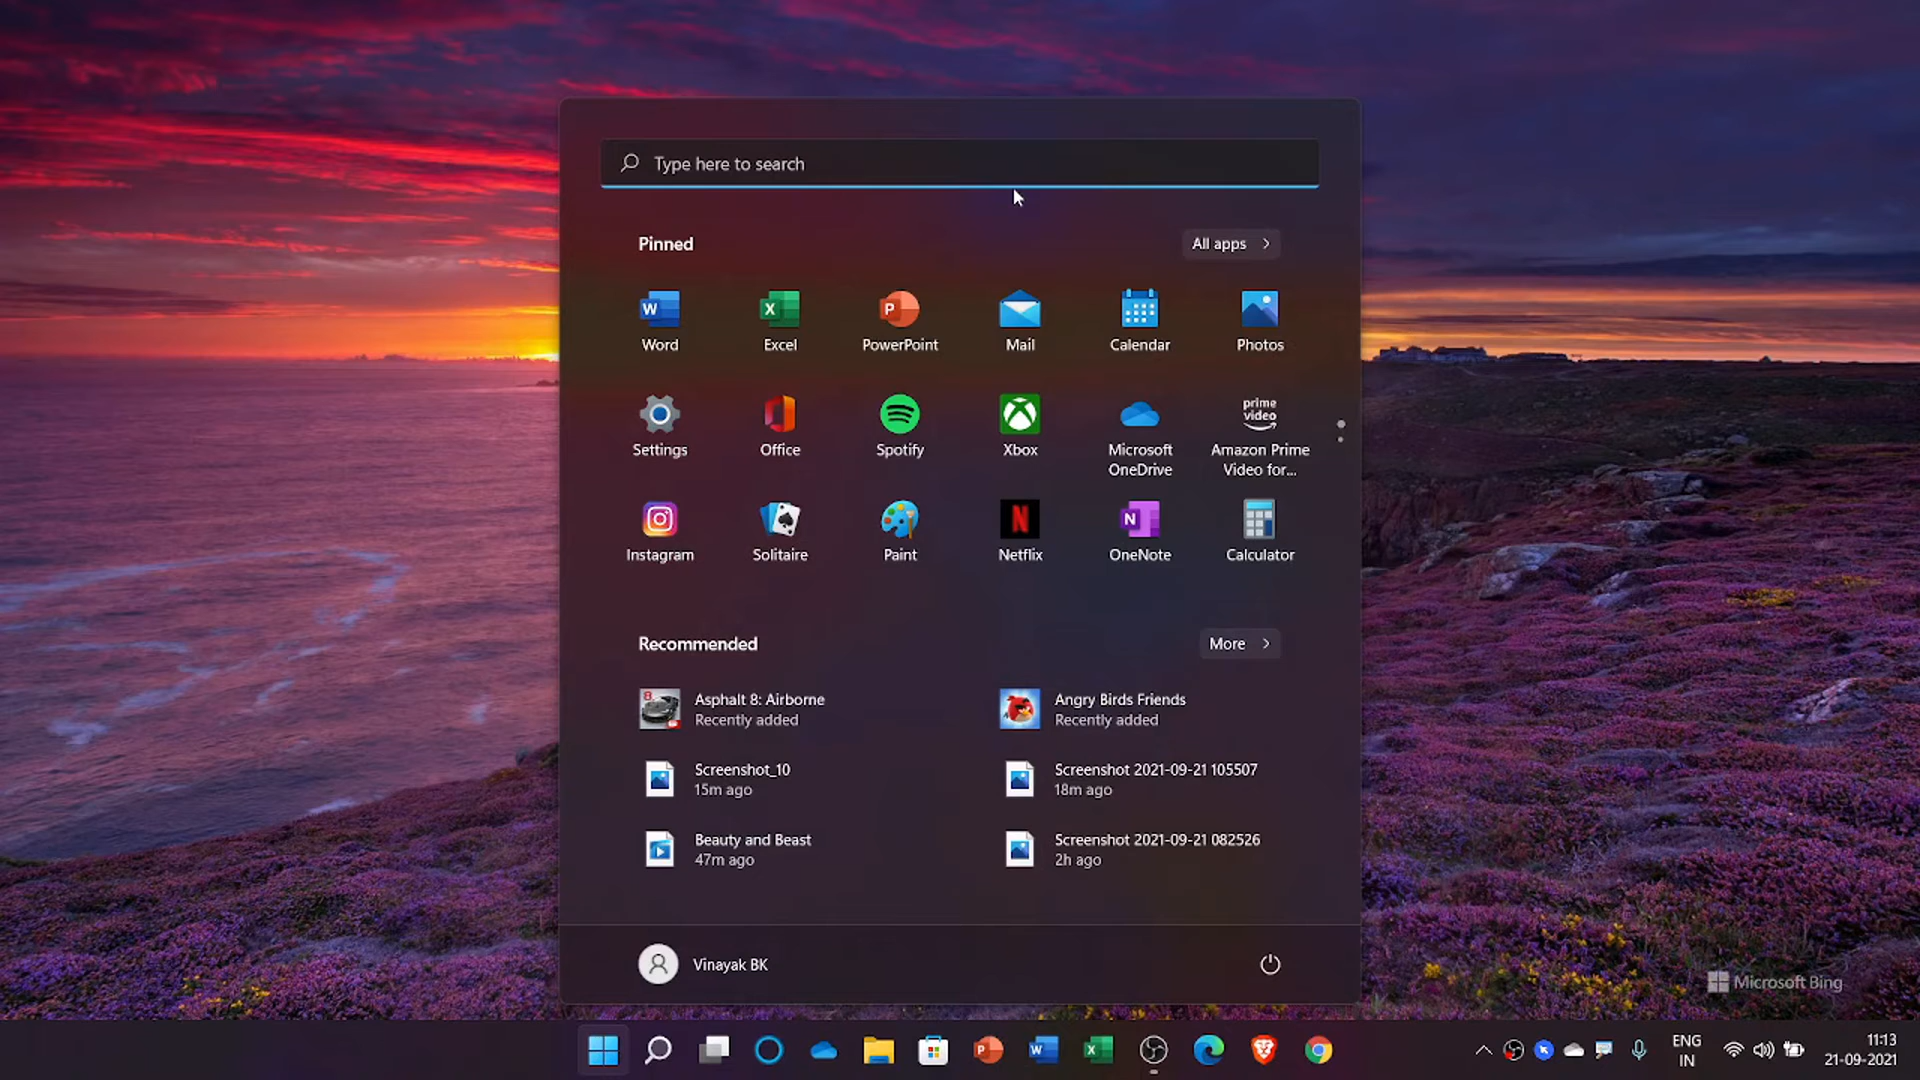 Type here to search
Pinned
All apps
Word
Excel
PowerPoint
Mail
Calendar
Photos
prime
video
Settings
Office
Spotify
Xbox
Microsoft
OneDrive
Amazon Prime
Video for...
Instagram
Solitaire
Paint
Netflix
OneNote
Calculator
Recommended
More
Asphalt 8: Airborne
Recently added
Angry Birds Friends
Recently added
Screenshot_10
15m ago
Screenshot 2021-09-21 105507
18m ago
Beauty and Beast
47m ago
Screenshot 2021-09-21 082526
2h ago
Vinayak BK
Microsoft Bing
ENG
IN
11:13
21-09-2021